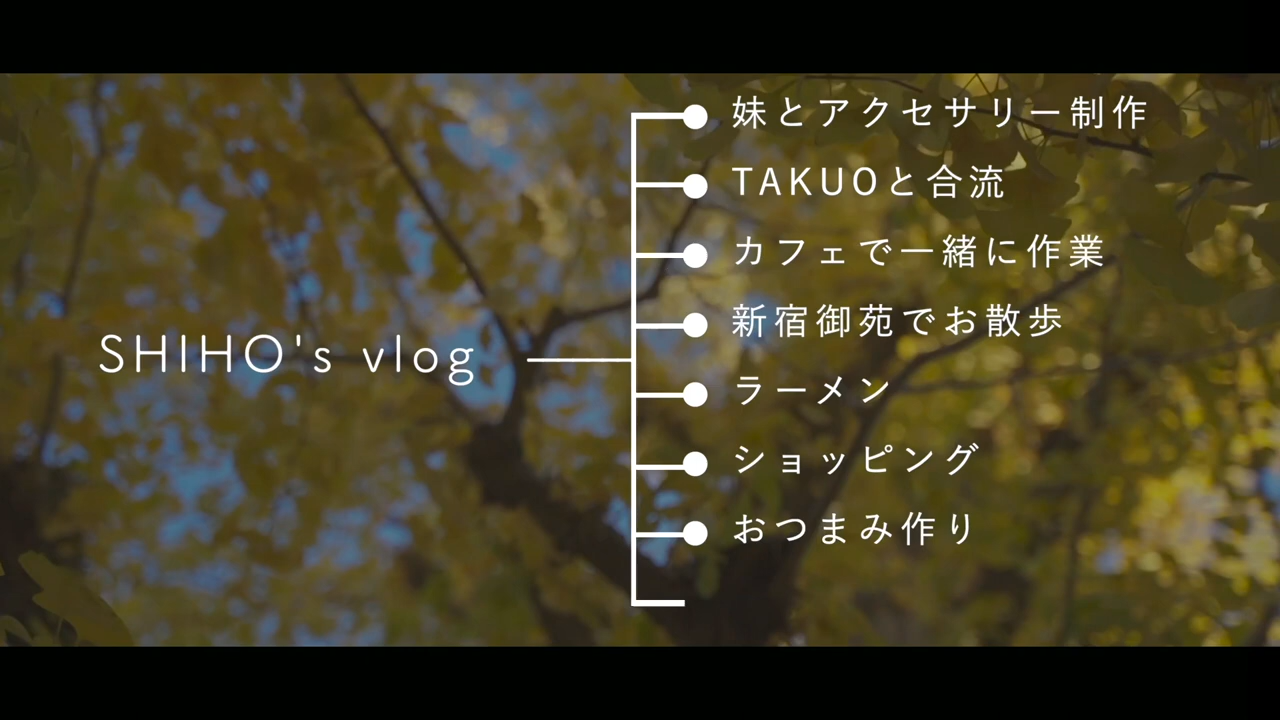 SHIHO's vlog
妹とアクセサリー制作
TAKUOと合流
カフェで一緒に作業
新宿御苑でお散歩
ラーメン
ショッピング
おつまみ作り